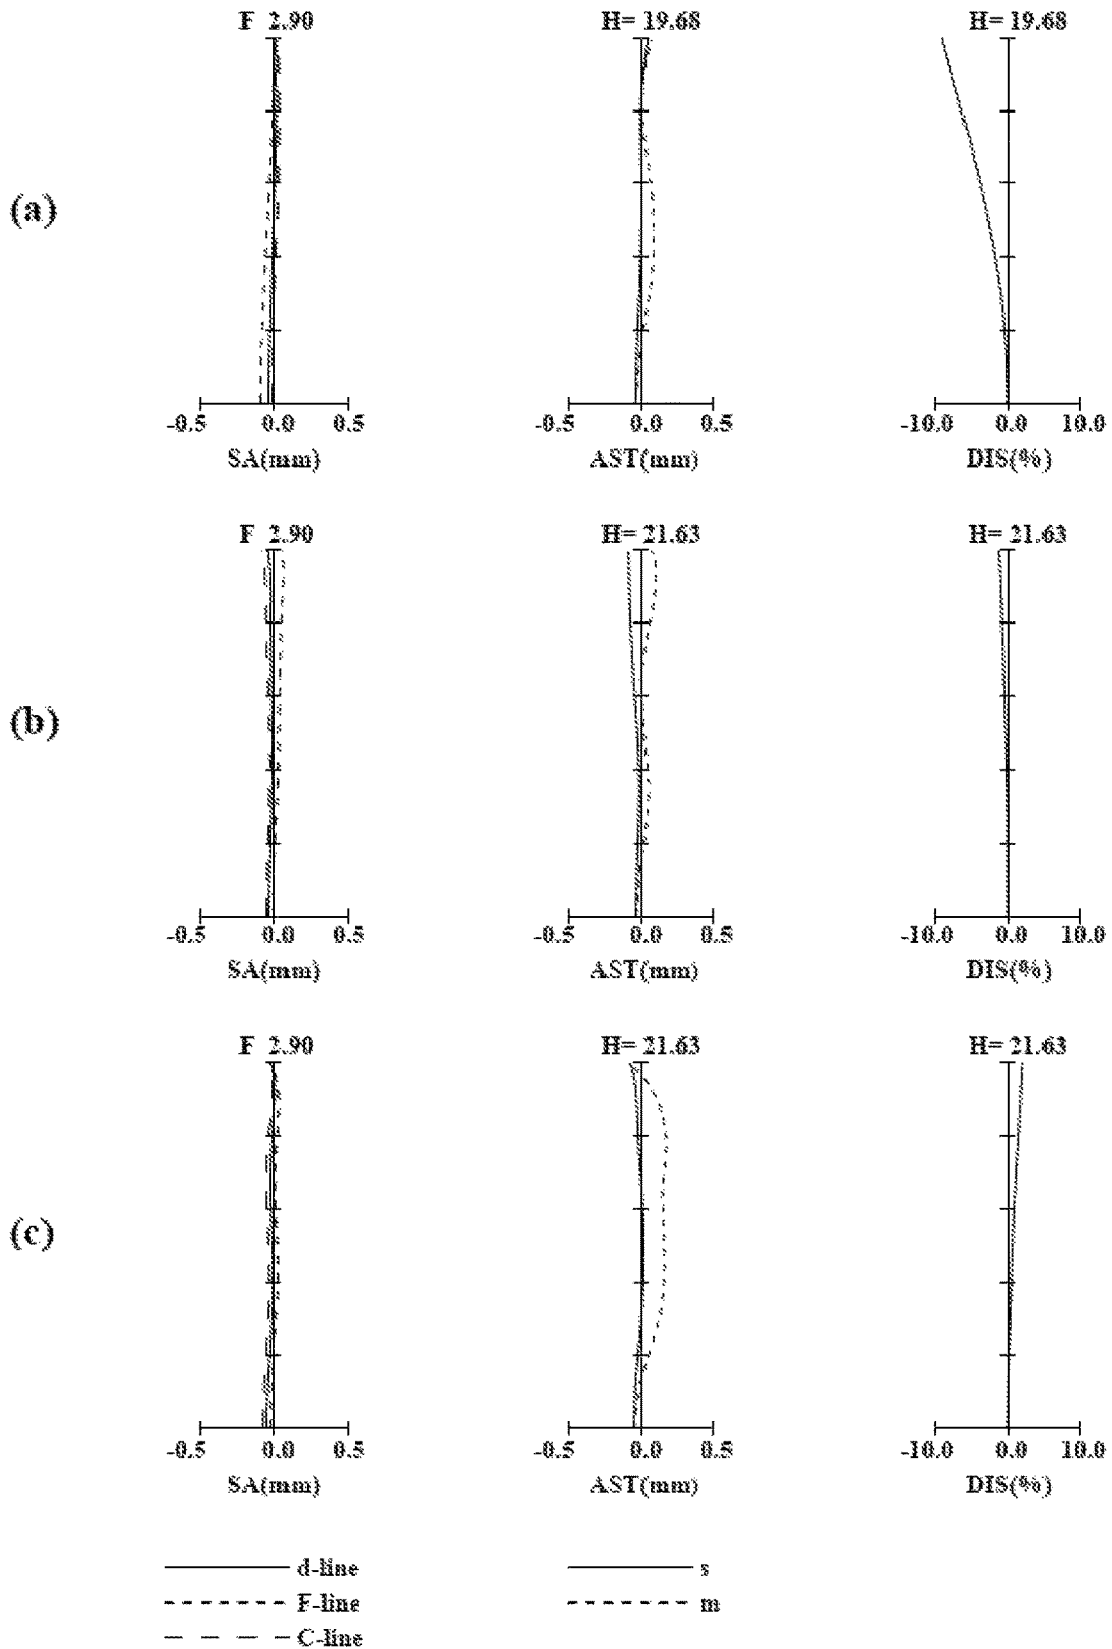 F 2.90 H= 19.68 H= 19.68
(a)
-0.5 0.0 0.5 -0.5 0.0 0.5 -10.0 0.0 10.0
SA(mm) AST(mm) DIS(%)
F 2.90 H= 21.63 H= 21.63
(b)
-0.5 0.0 0.5 -0.5 0.0 0.5 -10.0 0.0 10.0
SA(mm) AST(mm) DIS(%)
F 2.90 H= 21.63 H= 21.63
(c)
-0.5 0.0 0.5 -0.5 0.0 0.5 -10.0 0.0 10.0
SA(mm) AST(mm) DIS(%)
d-line s
F-line m
C-line